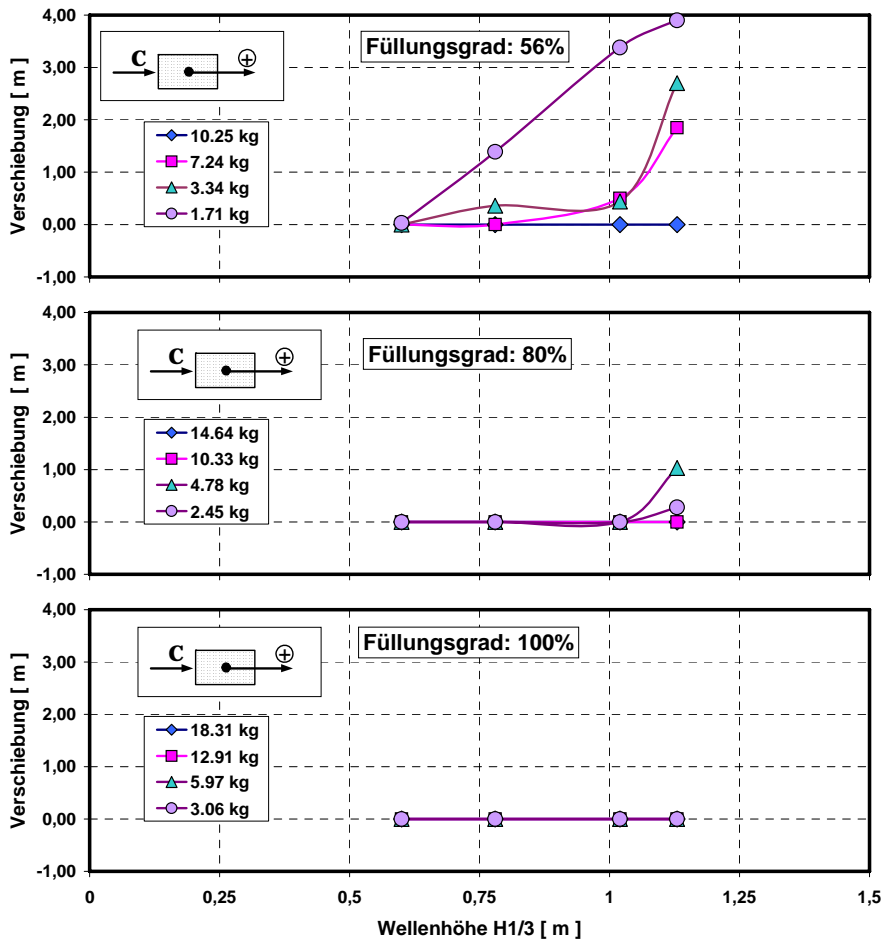 4,00
3,00
2,00
1,00
0,00
-1,00
Verschiebung [ m ]
C
+
Füllungsgrad: 56%
10.25 kg
7.24 kg
3.34 kg
1.71 kg
4,00
3,00
2,00
1,00
0,00
-1,00
Verschiebung [ m ]
C
+
Füllungsgrad: 80%
14.64 kg
10.33 kg
4.78 kg
2.45 kg
4,00
3,00
2,00
1,00
0,00
-1,00
Verschiebung [ m ]
C
+
Füllungsgrad: 100%
18.31 kg
12.91 kg
5.97 kg
3.06 kg
0
0,25
0,5
0,75
1
1,25
1,5
Wellenhöhe H1/3 [ m ]